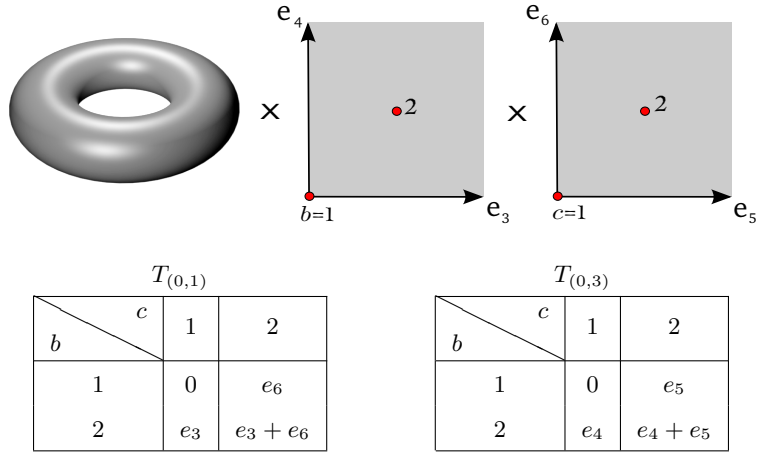 e₄ e₆
× 2 × 2
b=1 e₃ c=1 e₅
T₍₀,₁₎ T₍₀,₃₎
c 1 2 c 1 2
b b
1 0 e₆ 1 0 e₅
2 e₃ e₃ + e₆ 2 e₄ e₄ + e₅